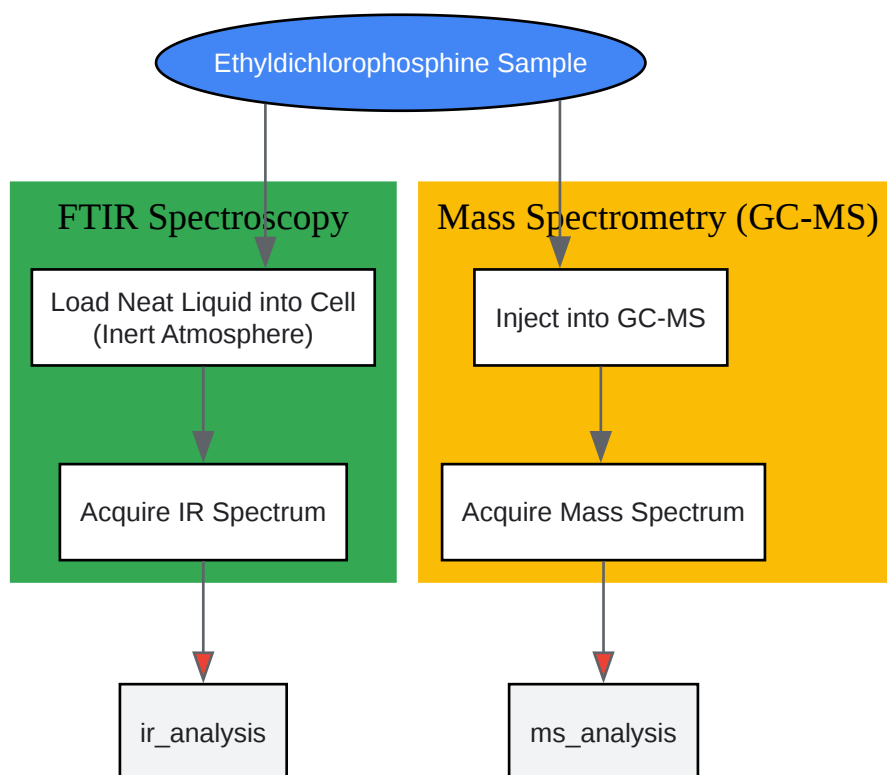 Ethyldichlorophosphine Sample
FTIR Spectroscopy
Mass Spectrometry (GC-MS)
Load Neat Liquid into Cell
(Inert Atmosphere)
Inject into GC-MS
Acquire IR Spectrum
Acquire Mass Spectrum
ir_analysis
ms_analysis